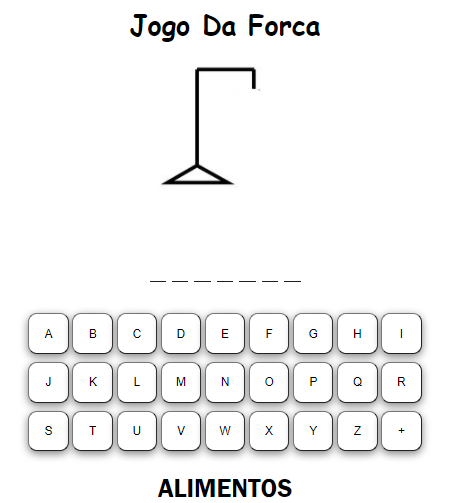 Jogo Da Forca
_ _ _ _ _ _ _
A B C D E F G H I
J K L M N O P Q R
S T U V W X Y Z +
ALIMENTOS